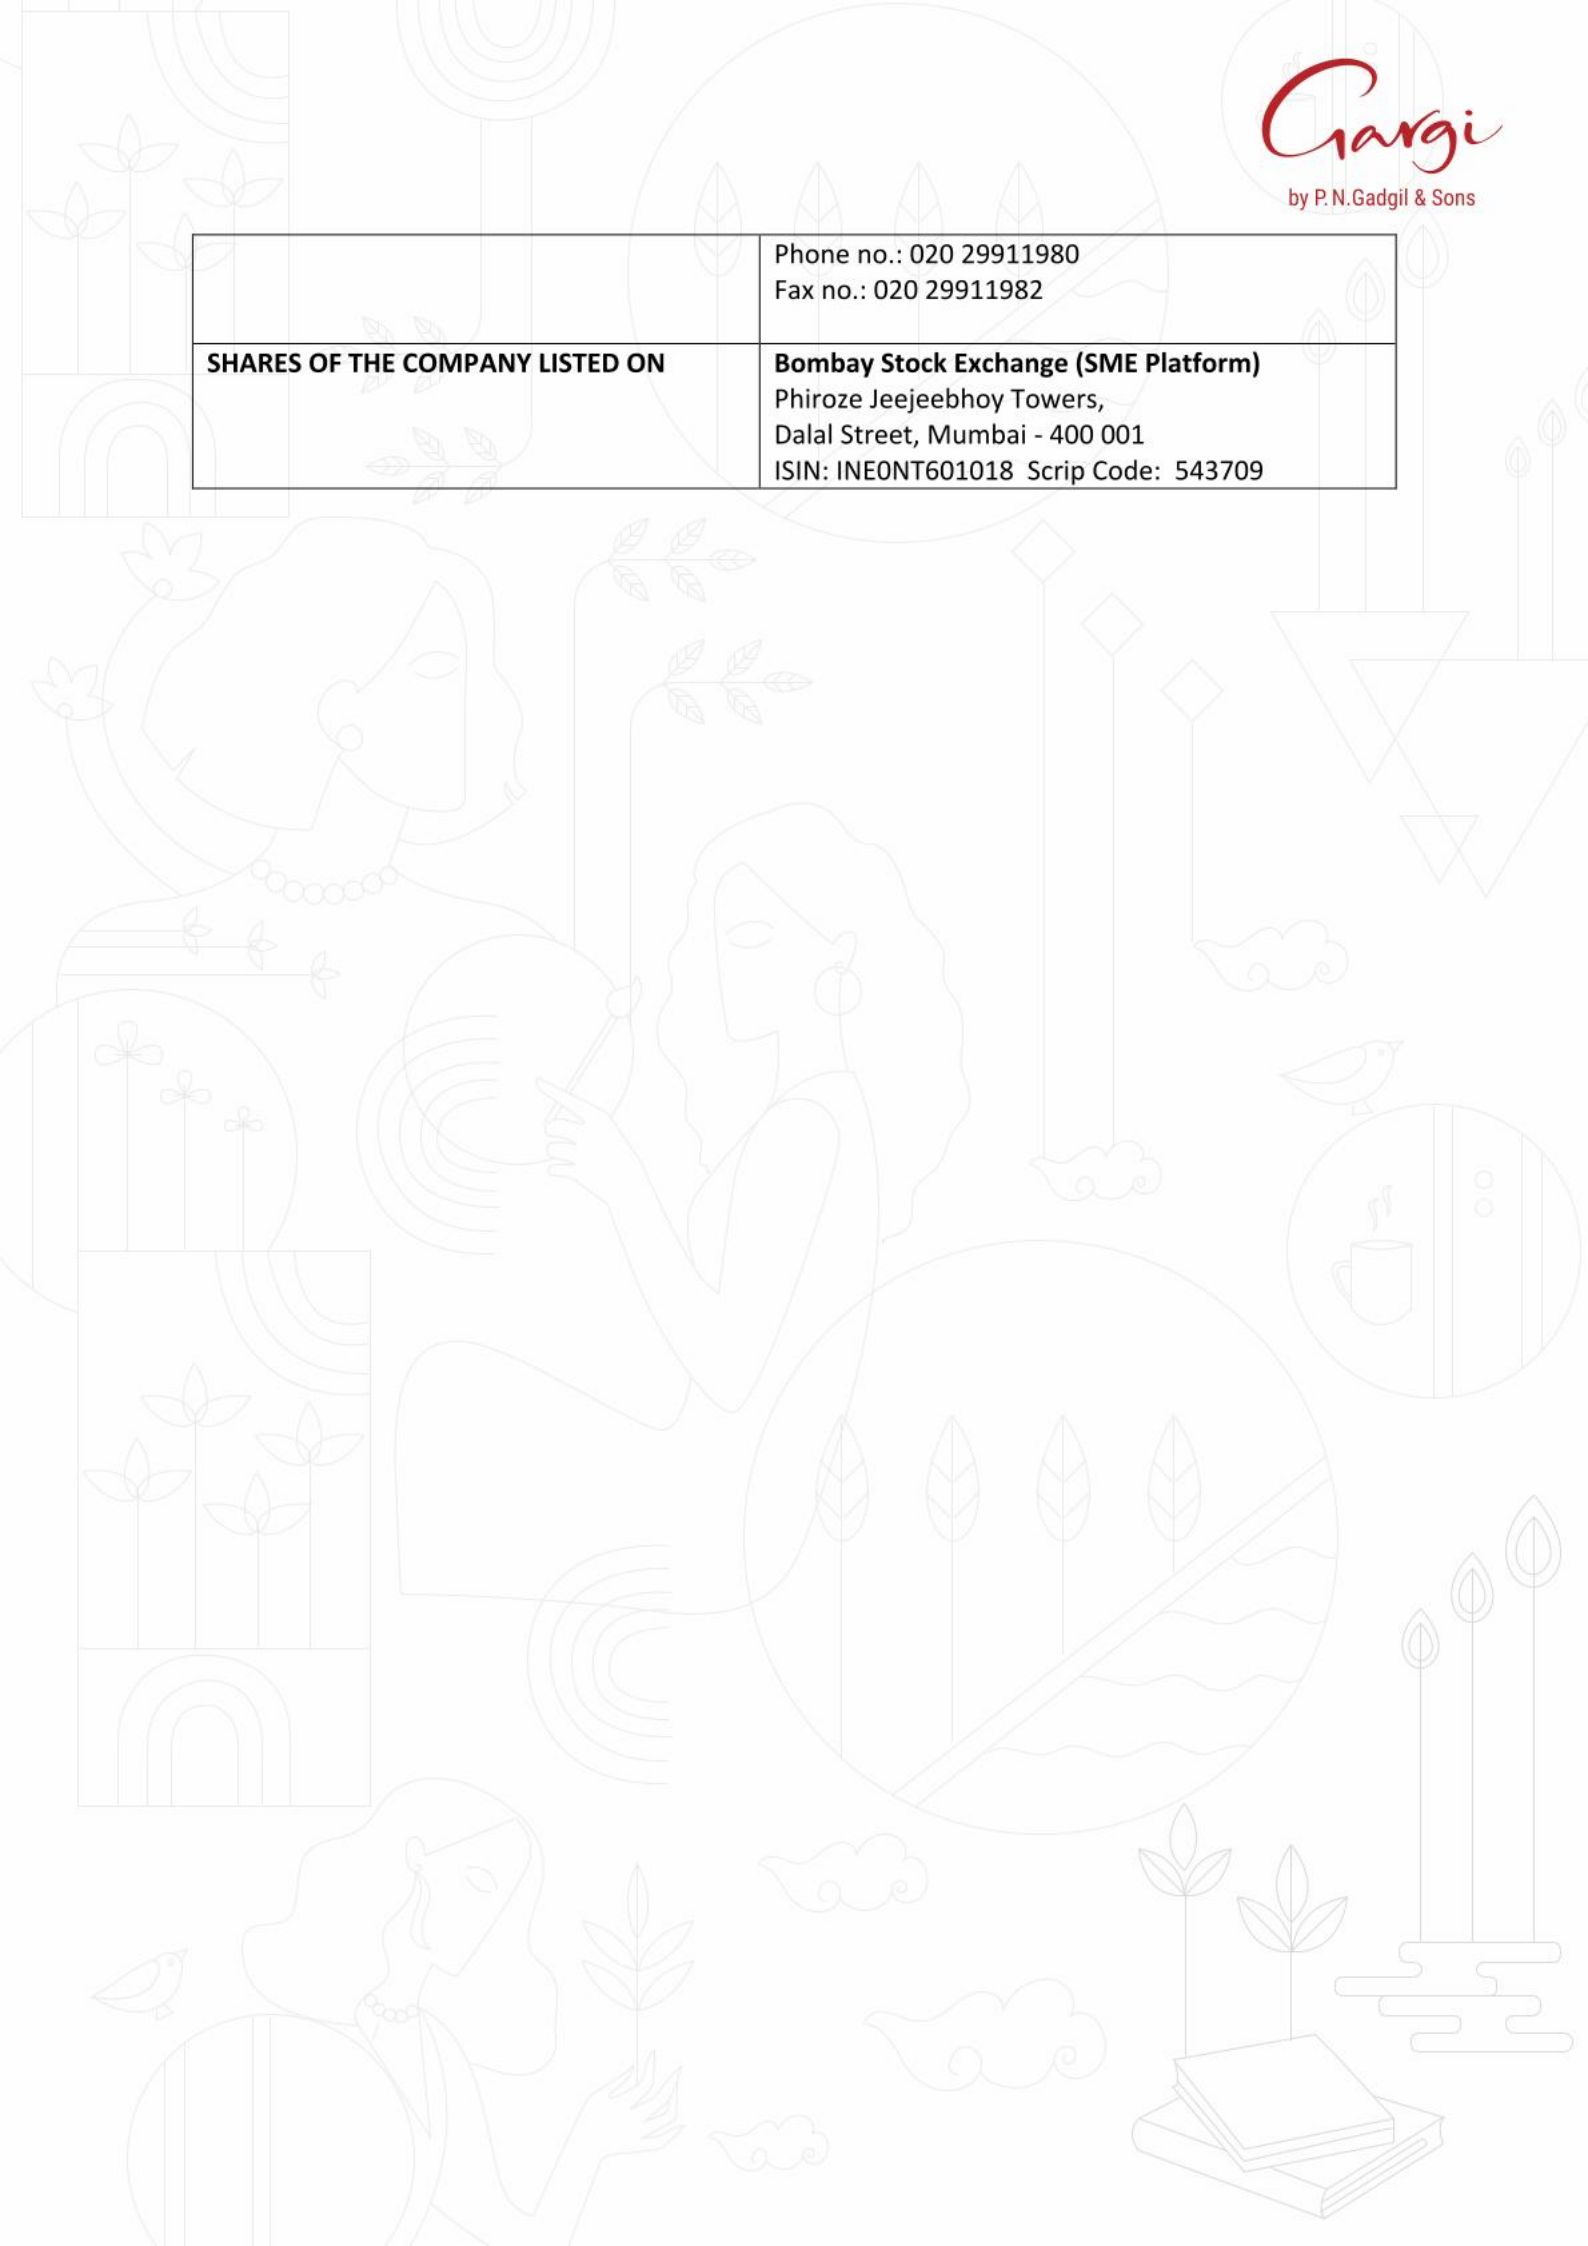 Gargi
by P.N.Gadgil & Sons
Phone no.: 020 29911980
Fax no.: 020 29911982
SHARES OF THE COMPANY LISTED ON
Bombay Stock Exchange (SME Platform)
Phiroze Jeejeebhoy Towers,
Dalal Street, Mumbai - 400 001
ISIN: INE0NT601018 Scrip Code: 543709